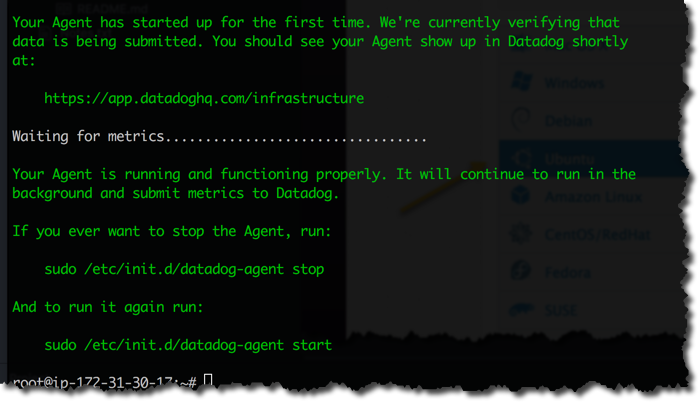 README.md
Your Agent has started up for the first time. We're currently verifying that
data is being submitted. You should see your Agent show up in Datadog shortly
at:
https://app.datadoghq.com/infrastructure
Waiting for metrics.................................
Your Agent is running and functioning properly. It will continue to run in the
background and submit metrics to Datadog.
If you ever want to stop the Agent, run:
sudo /etc/init.d/datadog-agent stop
And to run it again run:
sudo /etc/init.d/datadog-agent start
root@ip-172-31-30-17:~#
Windows
Debian
Ubuntu
Amazon Linux
CentOS/RedHat
Fedora
SUSE